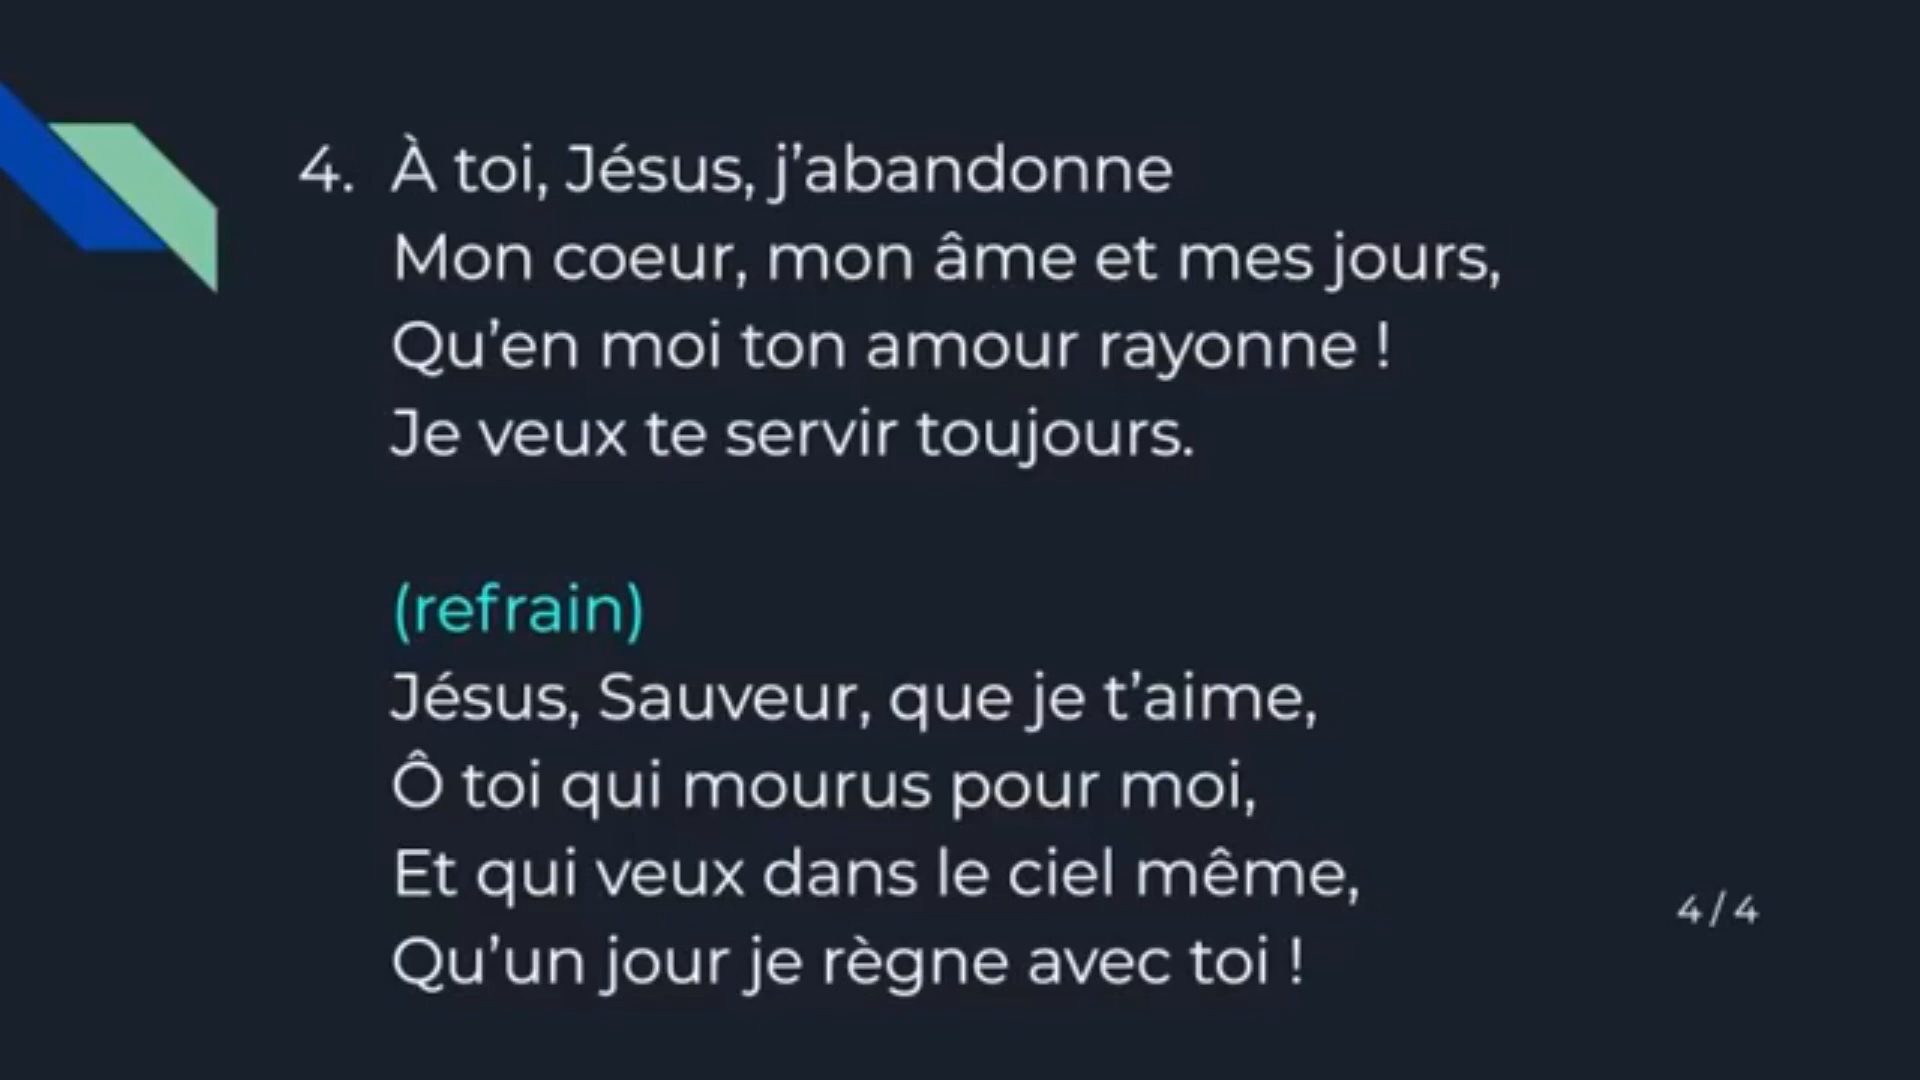 4. À toi, Jésus, j’abandonne
Mon coeur, mon âme et mes jours,
Qu’en moi ton amour rayonne !
Je veux te servir toujours.
(refrain)
Jésus, Sauveur, que je t’aime,
Ô toi qui mourus pour moi,
Et qui veux dans le ciel même,
Qu’un jour je règne avec toi !
4 / 4